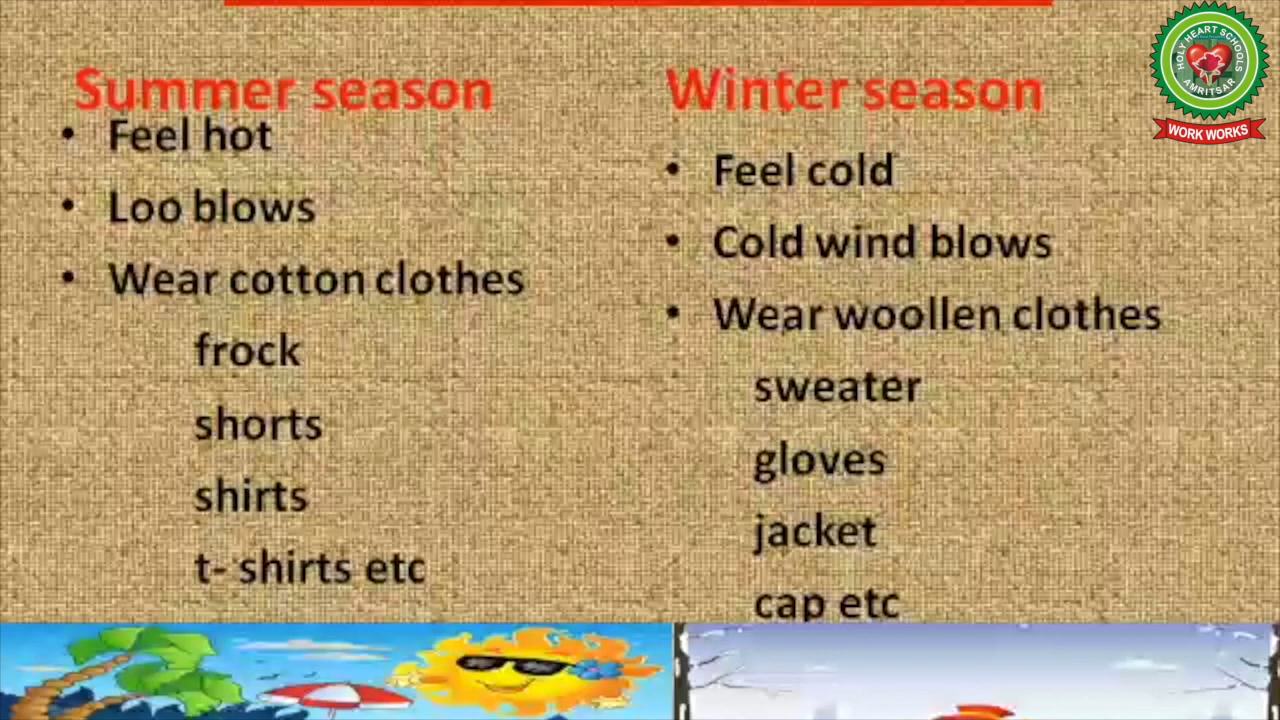 Summer season
• Feel hot
• Loo blows
• Wear cotton clothes
frock
shorts
shirts
t- shirts etc
Winter season
• Feel cold
• Cold wind blows
• Wear woollen clothes
sweater
gloves
jacket
cap etc
HOLY HEART SCHOOLS
AMRITSAR
WORK WORKS